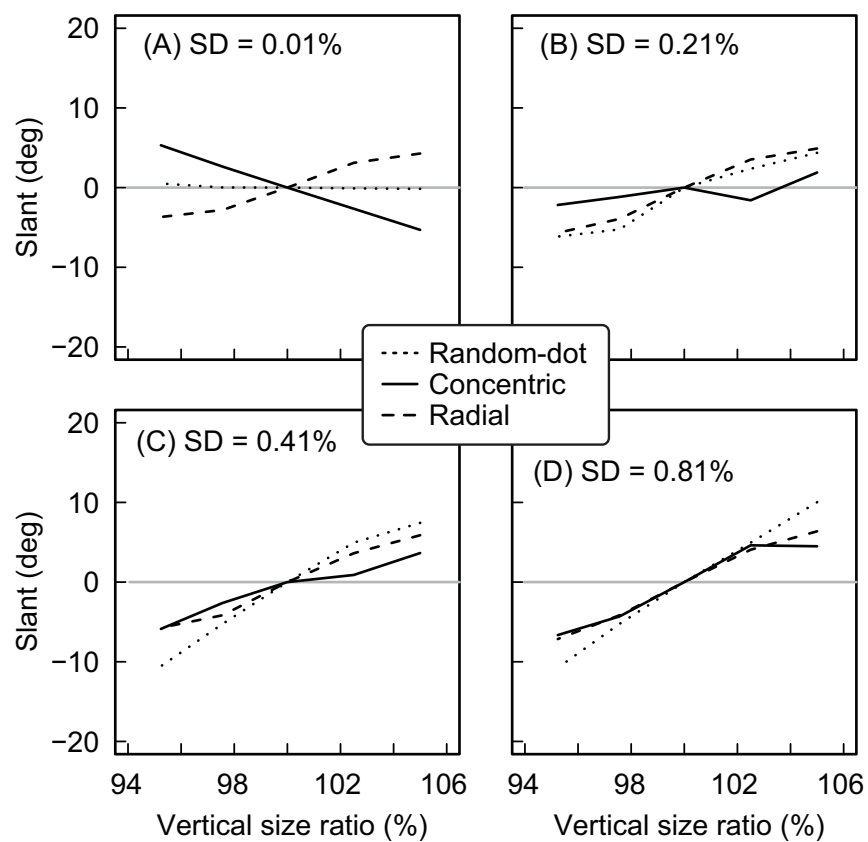 (A) SD = 0.01%
(B) SD = 0.21%
20
10
0
−10
−20
Slant (deg)
Random-dot
Concentric
Radial
(C) SD = 0.41%
(D) SD = 0.81%
20
10
0
−10
−20
Slant (deg)
94 98 102 106
94 98 102 106
Vertical size ratio (%)
Vertical size ratio (%)